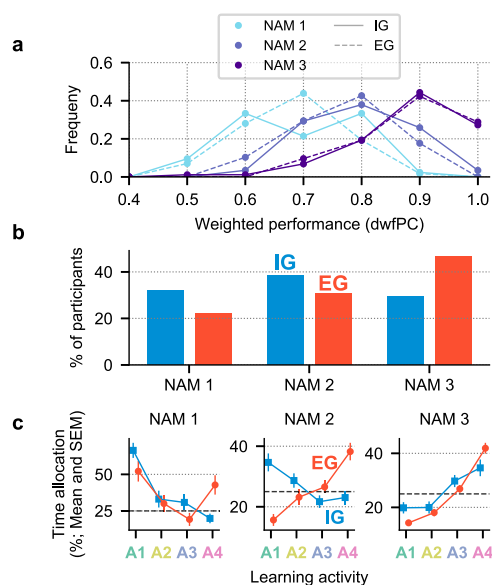 a
NAM 1
NAM 2
NAM 3
IG
EG
Frequeny
0.6
0.4
0.2
0.0
0.4 0.5 0.6 0.7 0.8 0.9 1.0
Weighted performance (dwfPC)
b
% of participants
40
20
0
IG
EG
NAM 1 NAM 2 NAM 3
c
NAM 1 NAM 2 NAM 3
Time allocation
(%; Mean and SEM)
50
25
40
20
40
20
EG
IG
A1 A2 A3 A4 A1 A2 A3 A4 A1 A2 A3 A4
Learning activity